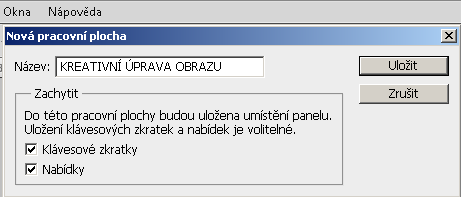 Okna Nápověda
Nová pracovní plocha
Název: KREATIVNÍ ÚPRAVA OBRAZU Uložit
Zrušit
Zachytit
Do této pracovní plochy budou uložena umístění panelu.
Uložení klávesových zkratek a nabídek je volitelné.
Klávesové zkratky
Nabídky